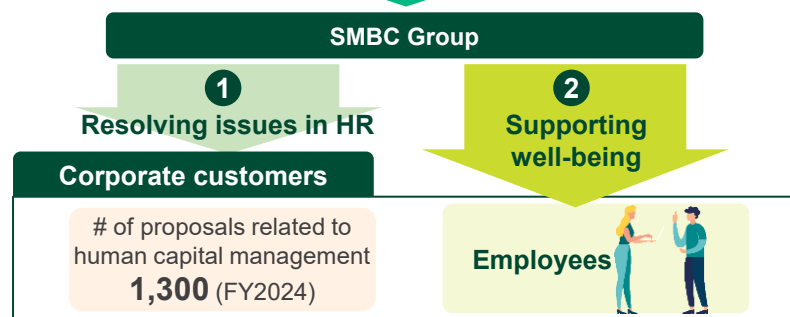 SMBC Group
1
Resolving issues in HR
2
Supporting
well-being
Corporate customers
# of proposals related to
human capital management
1,300 (FY2024)
Employees